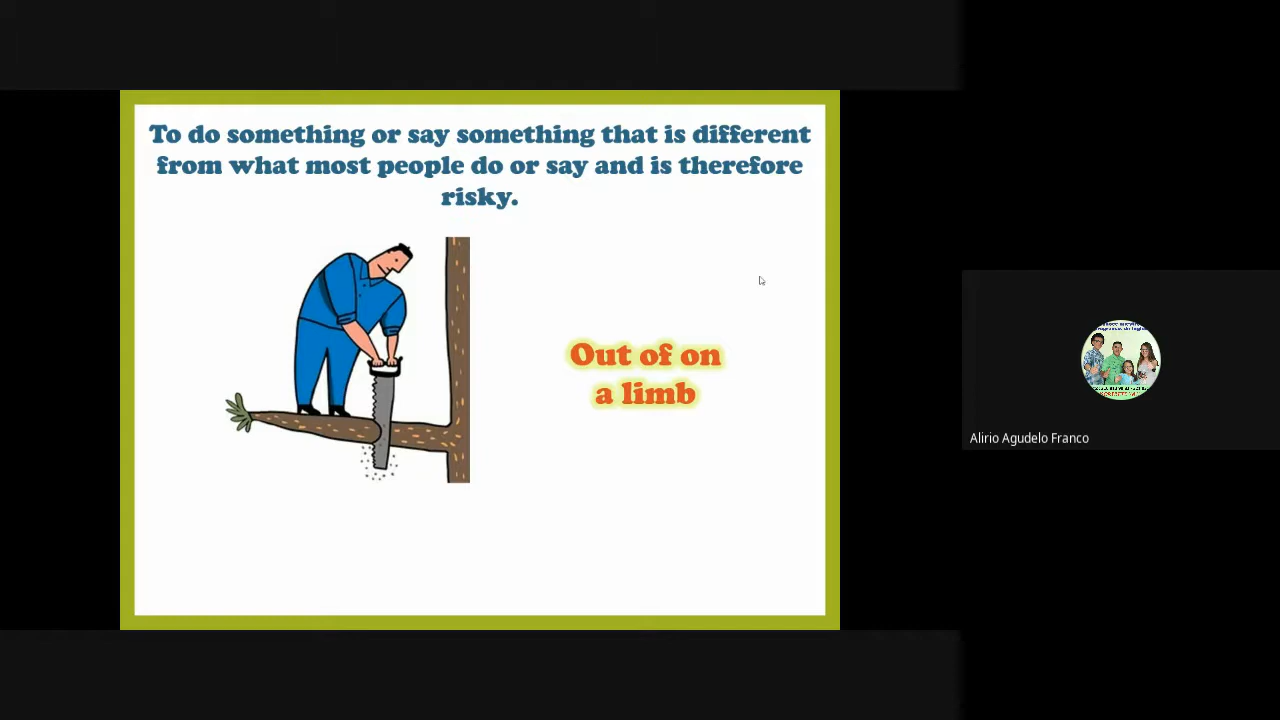 To do something or say something that is different
from what most people do or say and is therefore
risky.
Out of on
a limb
Alirio Agudelo Franco